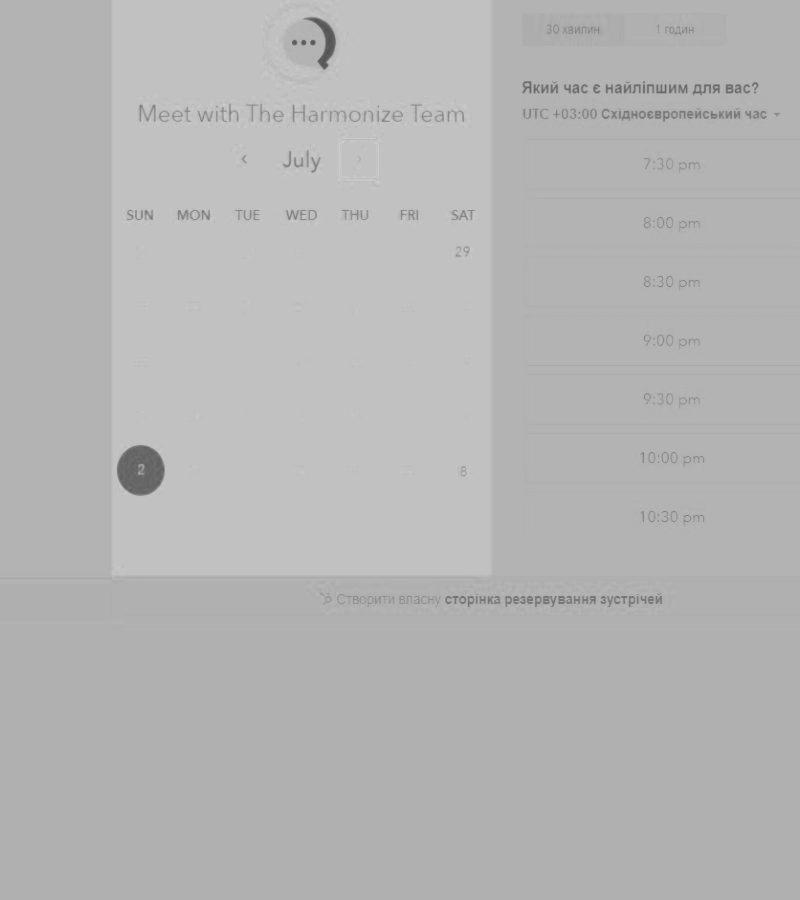 Meet with The Harmonize Team
July
SUN MON TUE WED THU FRI SAT
29
2
8
30 хвилин 1 годин
Який час є найліпшим для вас?
UTC +03:00 Східноєвропейський час
7:30 pm
8:00 pm
8:30 pm
9:00 pm
9:30 pm
10:00 pm
10:30 pm
Створити власну сторінка резервування зустрічей